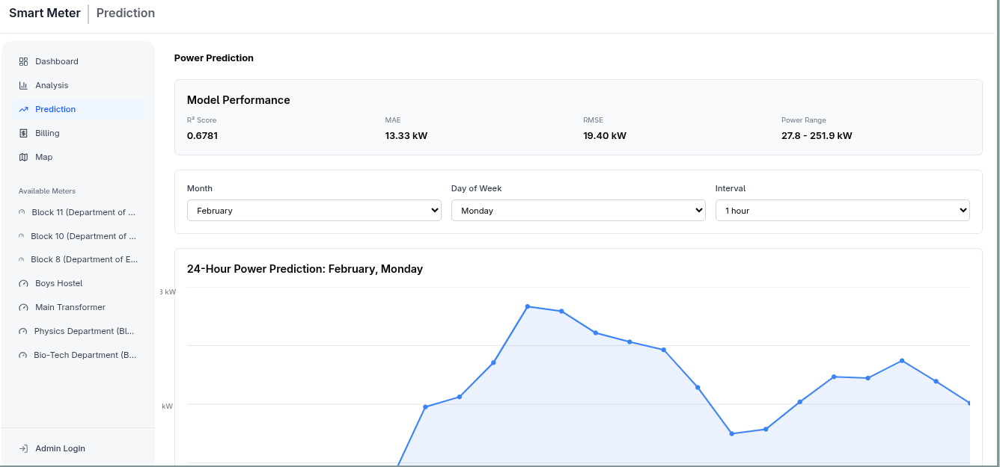 Smart Meter
Prediction
Dashboard
Analysis
Prediction
Billing
Map
Available Meters
Block 11 (Department of ...
Block 10 (Department of ...
Block 8 (Department of E...
Boys Hostel
Main Transformer
Physics Department (Bl...
Bio-Tech Department (B...
Admin Login
Power Prediction
Model Performance
R² Score
MAE
RMSE
Power Range
0.6781
13.33 kW
19.40 kW
27.8 - 251.9 kW
Month
Day of Week
Interval
February
Monday
1 hour
24-Hour Power Prediction: February, Monday
3 kW
kW